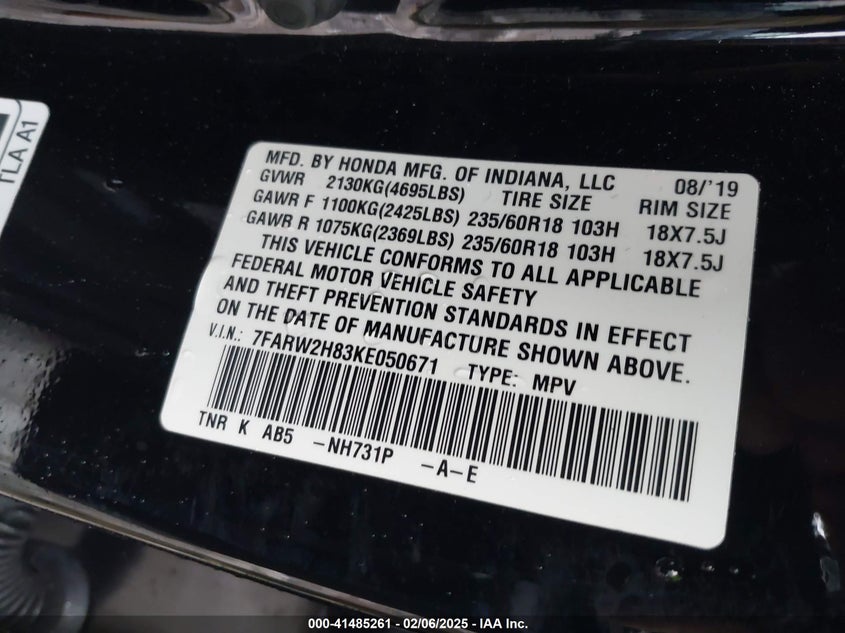 TLA A1
MFD. BY HONDA MFG. OF INDIANA, LLC 08/'19
GVWR 2130KG(4695LBS) TIRE SIZE RIM SIZE
GAWR F 1100KG(2425LBS) 235/60R18 103H 18X7.5J
GAWR R 1075KG(2369LBS) 235/60R18 103H 18X7.5J
THIS VEHICLE CONFORMS TO ALL APPLICABLE
FEDERAL MOTOR VEHICLE SAFETY
AND THEFT PREVENTION STANDARDS IN EFFECT
ON THE DATE OF MANUFACTURE SHOWN ABOVE.
V.I.N.: 7FARW2H83KE050671 TYPE: MPV
TNR K AB5 -NH731P -A-E
000-41485261 - 02/06/2025 - IAA Inc.